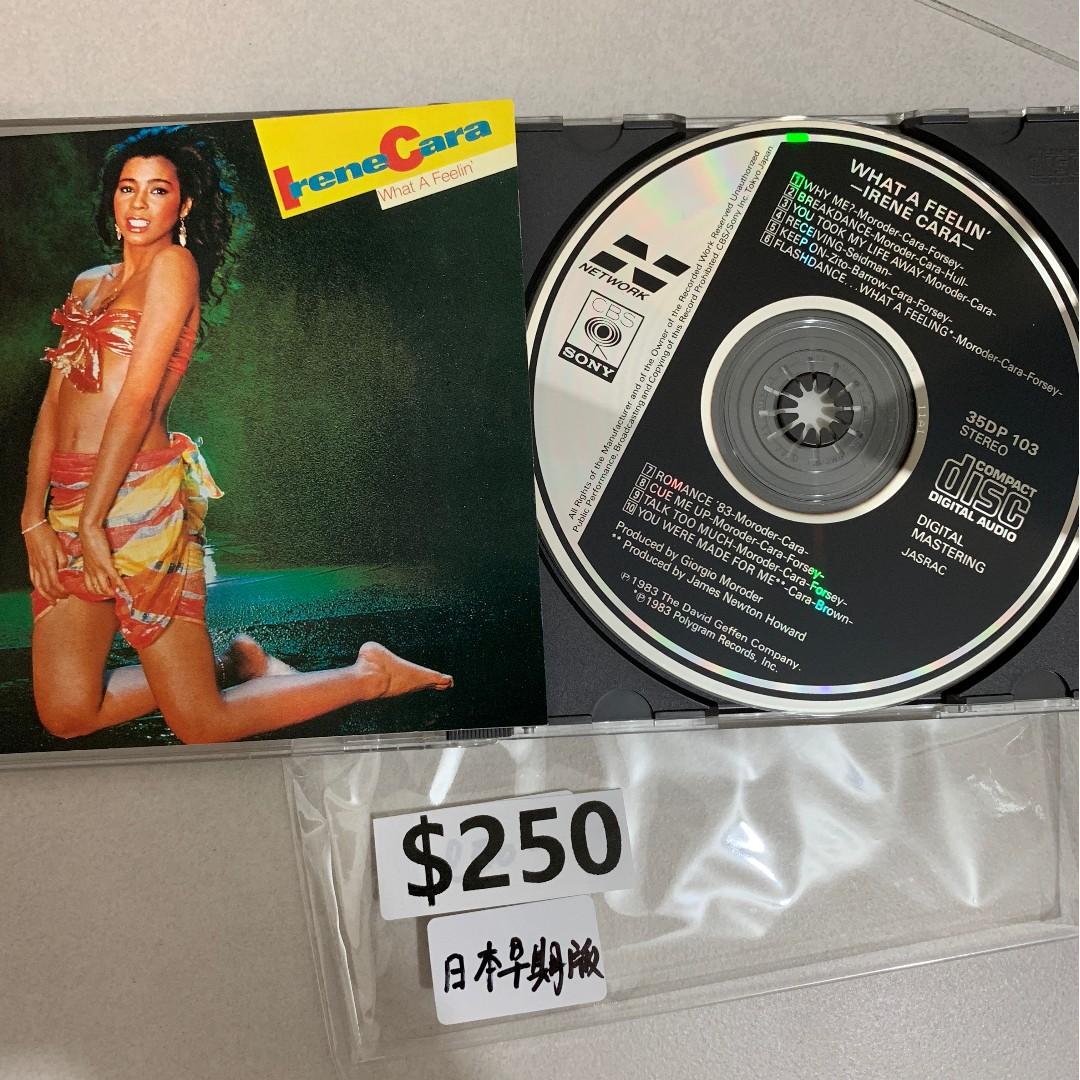 IreneCara
What A Feelin'
WHAT A FEELIN'
—IRENE CARA—
1 WHY ME?-Moroder-Cara-Forsey-
2 BREAKDANCE-Moroder-Cara-Hull-
3 YOU TOOK MY LIFE AWAY-Moroder-Cara-
4 RECEIVING-Seidman-
5 KEEP ON-Zito-Barrow-Cara-Forsey-
6 FLASHDANCE...WHAT A FEELING*-Moroder-Cara-Forsey-
NETWORK
CBS
SONY
All Rights of the Manufacturer and of the Owner of the Recorded Work Reserved Unauthorized
Public Performance, Broadcasting and Copying of this Record Prohibited CBS/Sony Inc. Tokyo Japan
35DP 103
STEREO
COMPACT
disc
DIGITAL AUDIO
DIGITAL
MASTERING
JASRAC
7 ROMANCE '83-Moroder-Cara-
8 CUE ME UP-Moroder-Cara-Forsey-
9 TALK TOO MUCH-Moroder-Cara-Forsey-
10 YOU WERE MADE FOR ME**-Cara-Brown-
Produced by Giorgio Moroder
** Produced by James Newton Howard
℗1983 The David Geffen Company.
*℗1983 Polygram Records, Inc.
$250
日本早期版